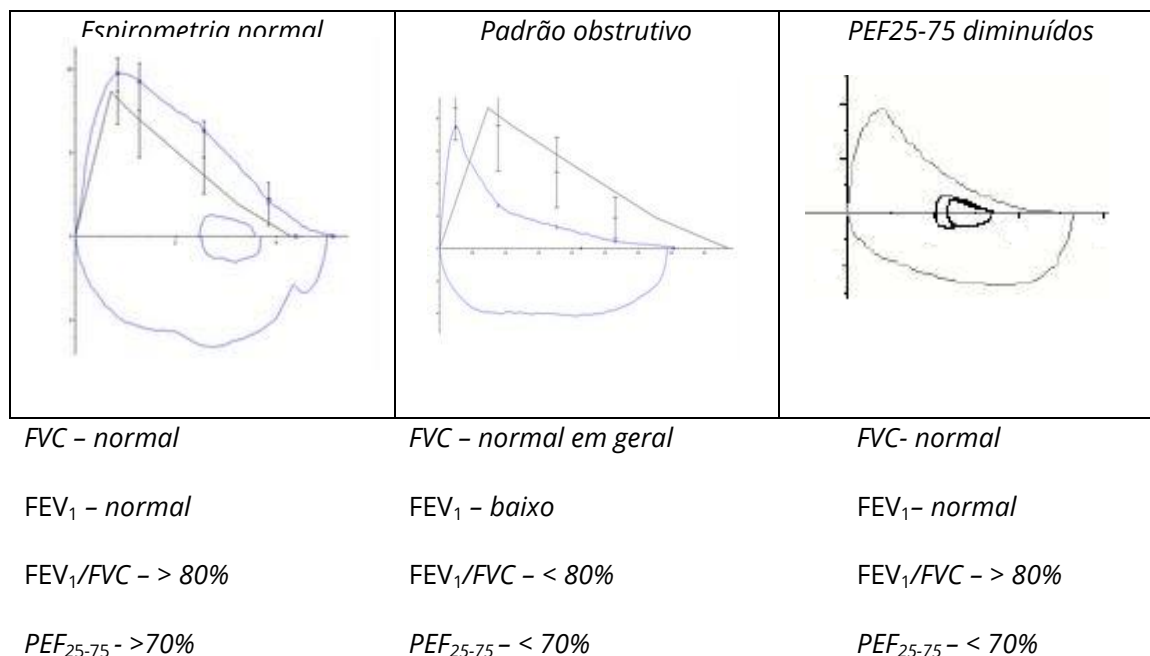 Espirometria normal
Padrão obstrutivo
PEF25-75 diminuídos
FVC – normal
FVC – normal em geral
FVC- normal
FEV₁ – normal
FEV₁ – baixo
FEV₁– normal
FEV₁/FVC – > 80%
FEV₁/FVC – < 80%
FEV₁/FVC – > 80%
PEF₂₅₋₇₅ - >70%
PEF₂₅₋₇₅ – < 70%
PEF₂₅₋₇₅ – < 70%